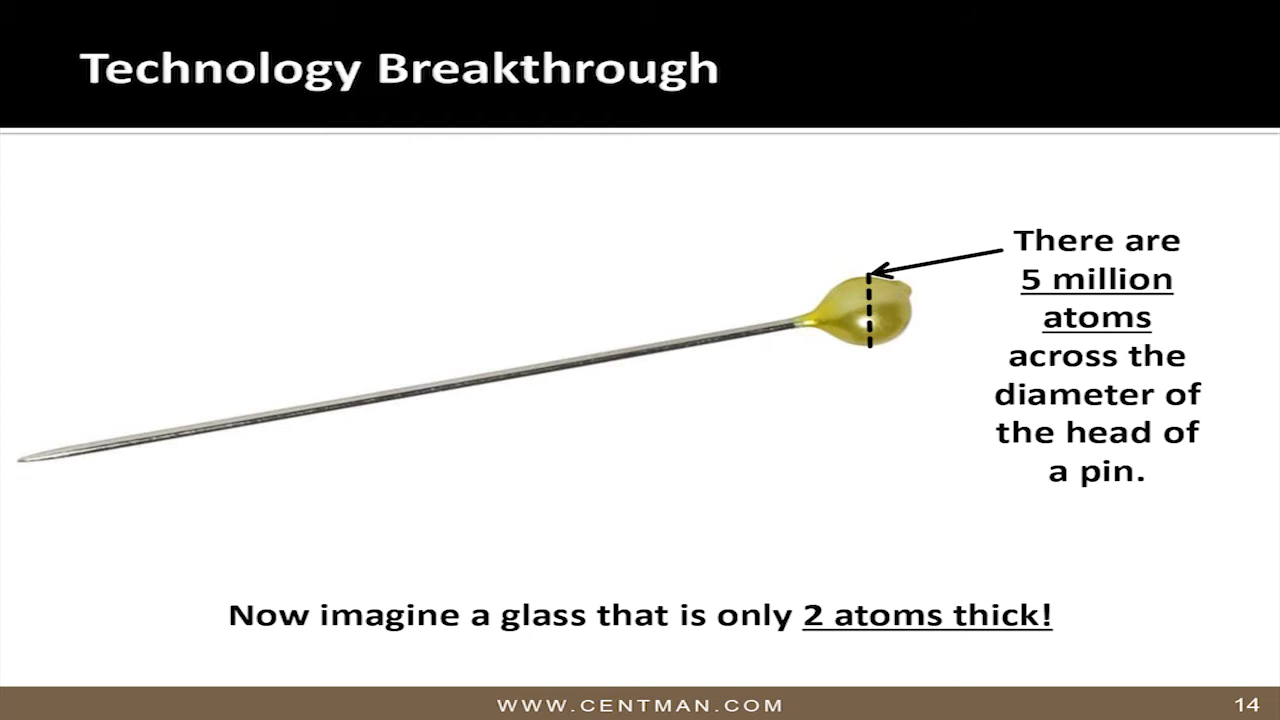 Technology Breakthrough
There are
5 million
atoms
across the
diameter of
the head of
a pin.
Now imagine a glass that is only 2 atoms thick!
WWW.CENTMAN.COM
14